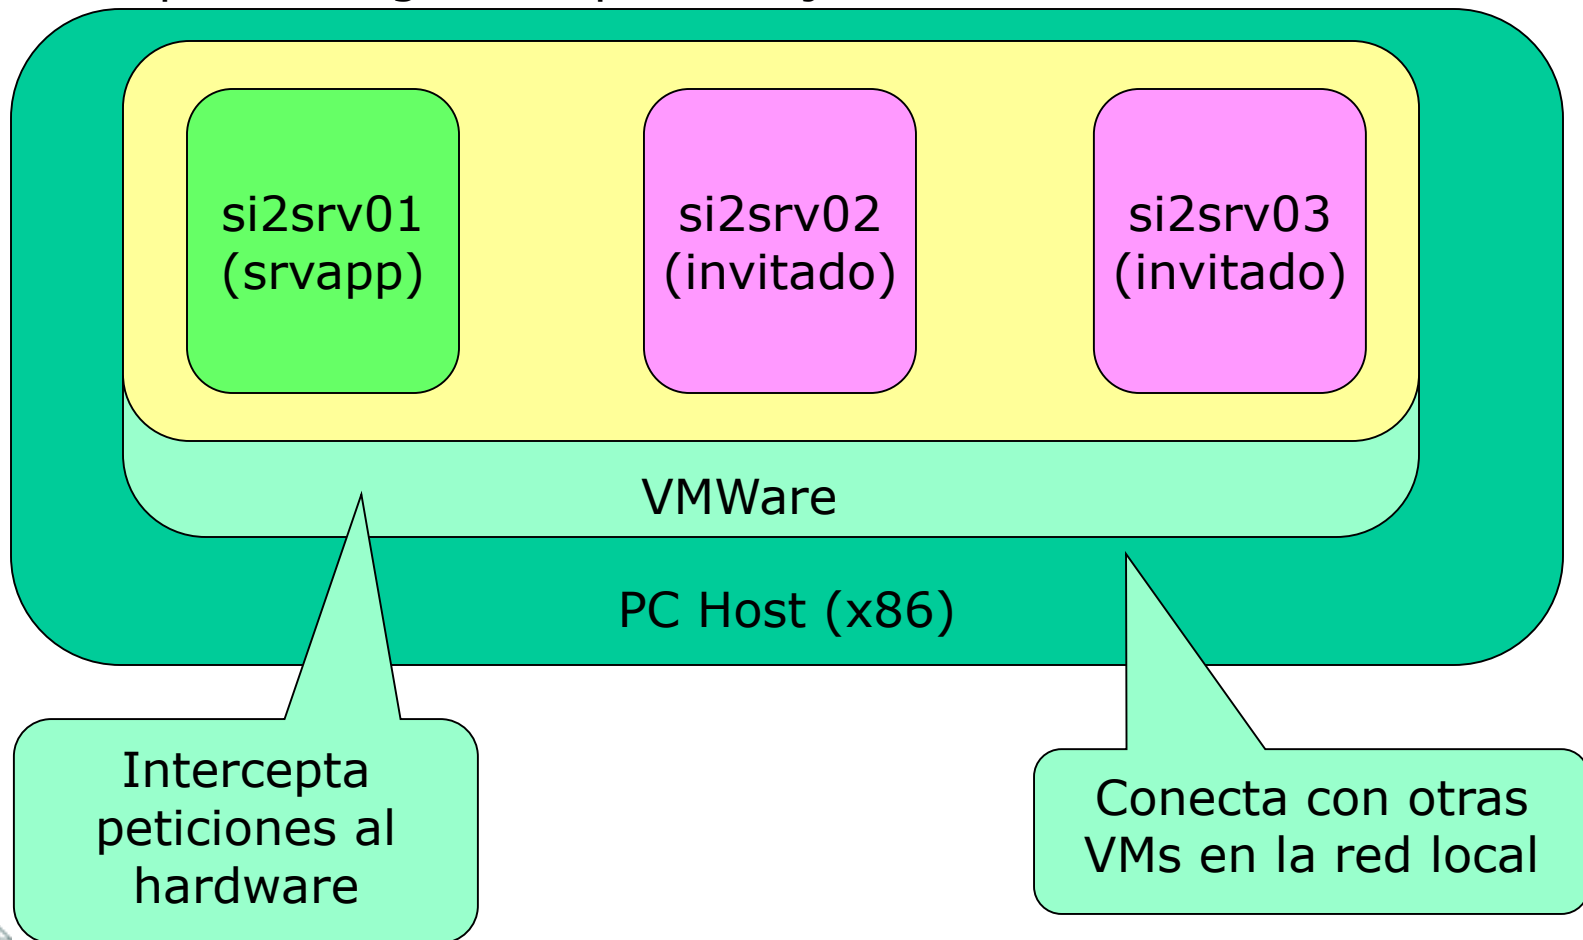 si2srv01
(srvapp)
si2srv02
(invitado)
si2srv03
(invitado)
VMWare
PC Host (x86)
Intercepta
peticiones al
hardware
Conecta con otras
VMs en la red local